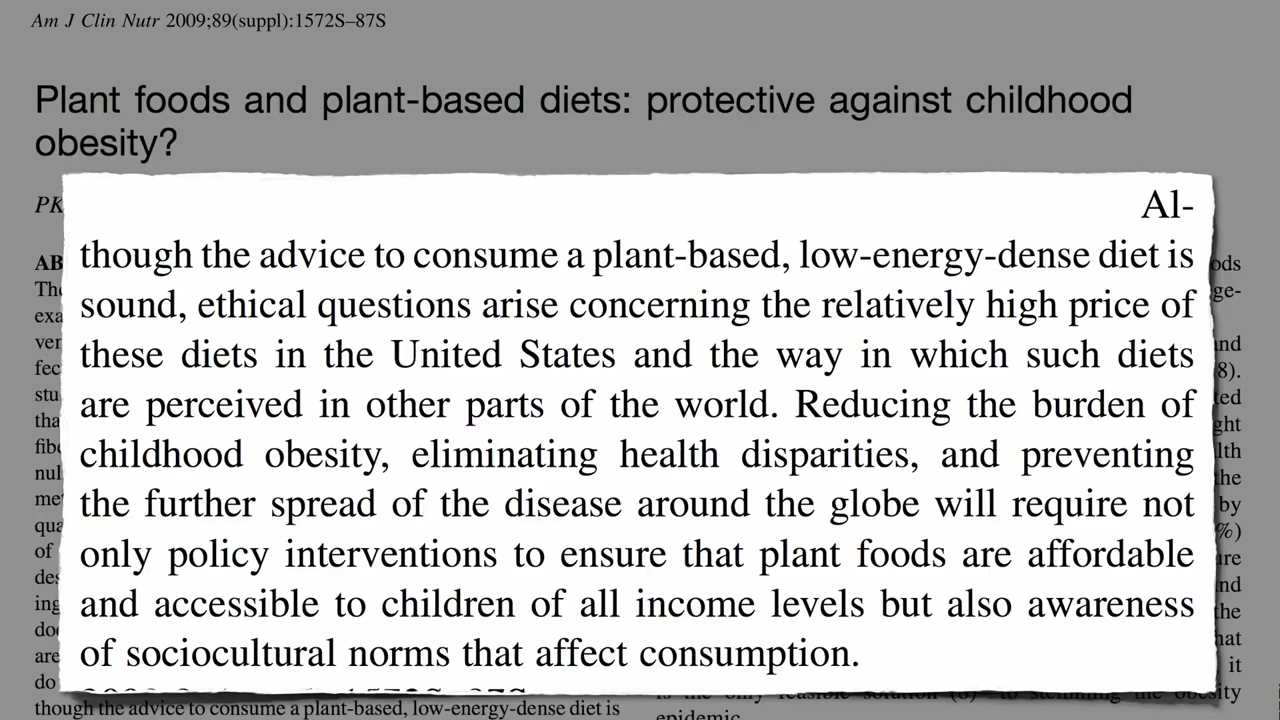 Am J Clin Nutr 2009;89(suppl):1572S–87S
Plant foods and plant-based diets: protective against childhood
obesity?
Al-
though the advice to consume a plant-based, low-energy-dense diet is
sound, ethical questions arise concerning the relatively high price of
these diets in the United States and the way in which such diets
are perceived in other parts of the world. Reducing the burden of
childhood obesity, eliminating health disparities, and preventing
the further spread of the disease around the globe will require not
only policy interventions to ensure that plant foods are affordable
and accessible to children of all income levels but also awareness
of sociocultural norms that affect consumption.
though the advice to consume a plant-based, low-energy-dense diet is
epidemic